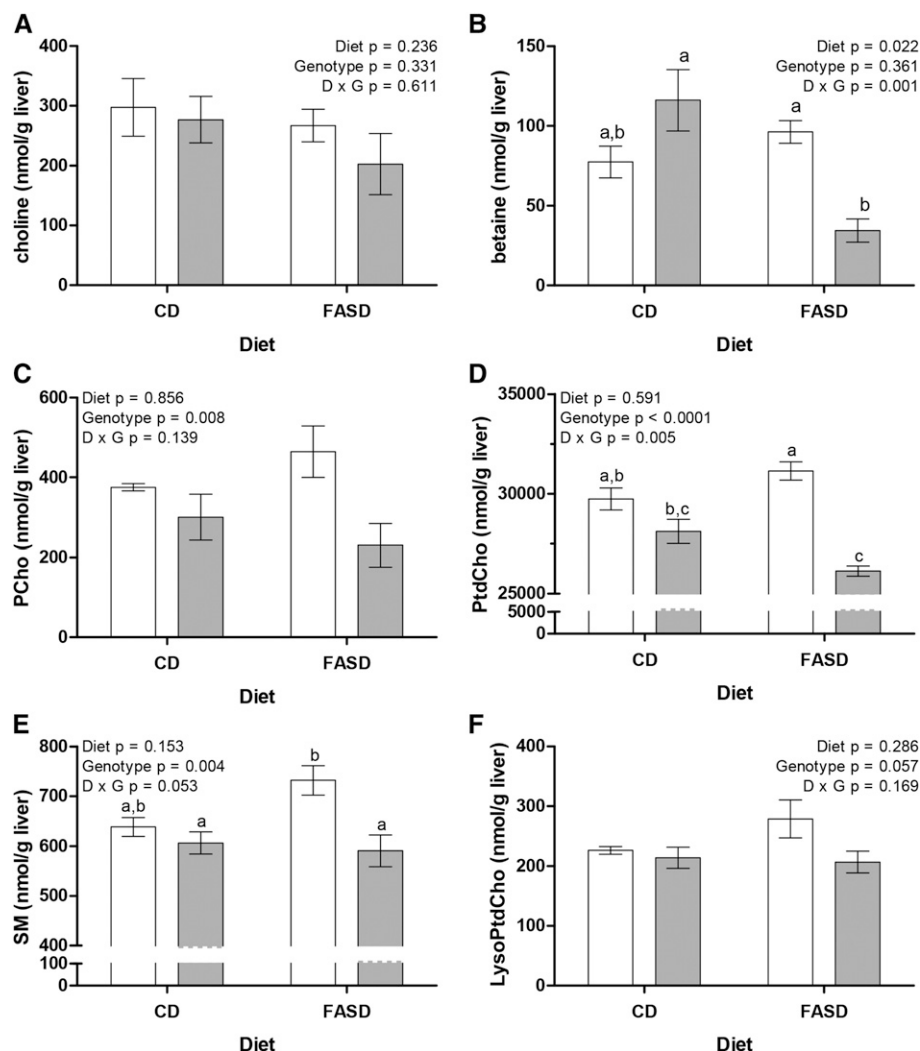 A
400
300
200
100
0
choline (nmol/g liver)
Diet p = 0.236
Genotype p = 0.331
D x G p = 0.611
CD
FASD
Diet
B
150
100
50
0
betaine (nmol/g liver)
Diet p = 0.022
Genotype p = 0.361
D x G p = 0.001
a,b
a
a
b
CD
FASD
Diet
C
600
400
200
0
PCho (nmol/g liver)
Diet p = 0.856
Genotype p = 0.008
D x G p = 0.139
CD
FASD
Diet
D
35000
30000
25000
5000
0
PtdCho (nmol/g liver)
Diet p = 0.591
Genotype p < 0.0001
D x G p = 0.005
a,b
b,c
a
c
CD
FASD
Diet
E
800
700
600
500
400
100
0
SM (nmol/g liver)
Diet p = 0.153
Genotype p = 0.004
D x G p = 0.053
a,b
a
b
a
CD
FASD
Diet
F
400
300
200
100
0
LysoPtdCho (nmol/g liver)
Diet p = 0.286
Genotype p = 0.057
D x G p = 0.169
CD
FASD
Diet